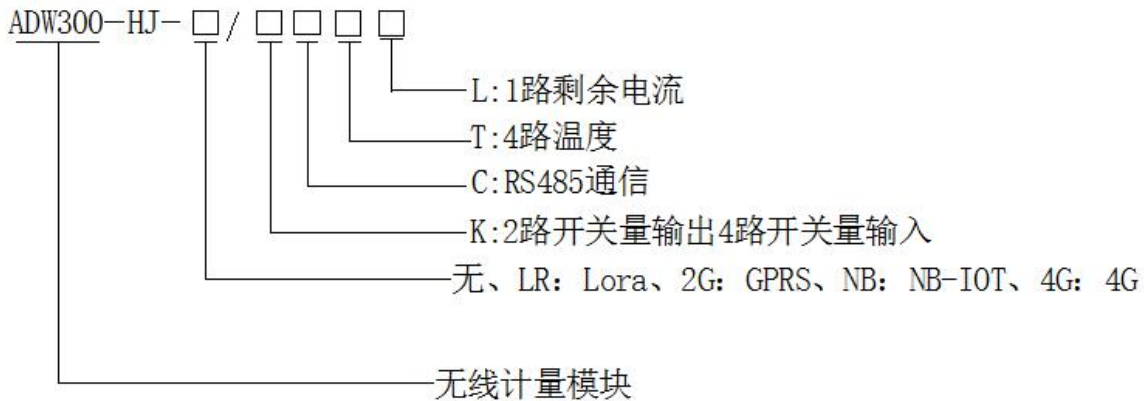 ADW300-HJ-□/□□□□
L:1路剩余电流
T:4路温度
C:RS485通信
K:2路开关量输出4路开关量输入
无、LR: Lora、2G: GPRS、NB: NB-IOT、4G: 4G
无线计量模块